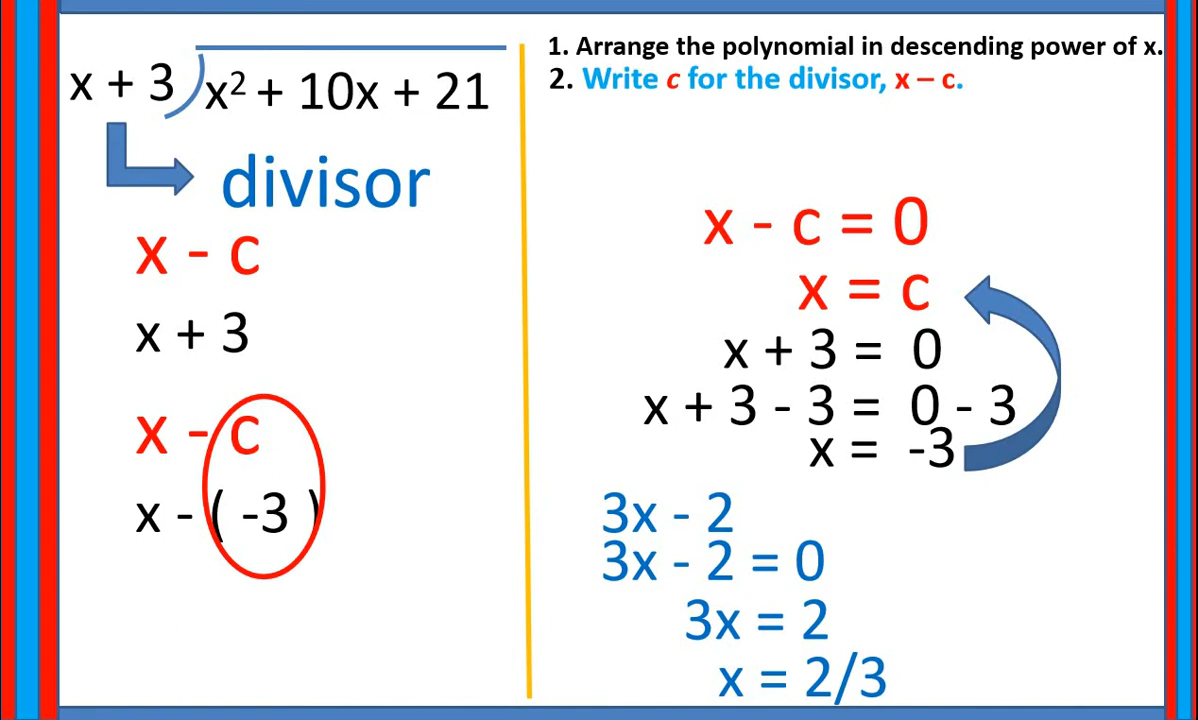 x + 3 x² + 10x + 21
divisor
x - c
x + 3
x - c
x - ( -3 )
1. Arrange the polynomial in descending power of x.
2. Write c for the divisor, x – c.
x - c = 0
x = c
x + 3 = 0
x + 3 - 3 = 0 - 3
x = -3
3x - 2
3x - 2 = 0
3x = 2
x = 2/3